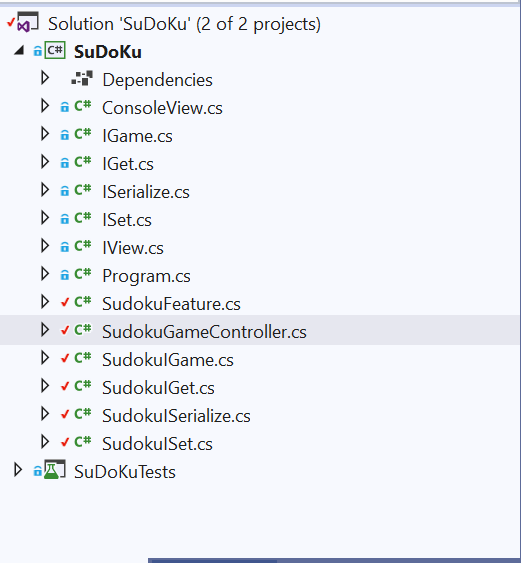 Solution 'SuDoKu' (2 of 2 projects)
C# SuDoKu
Dependencies
C# ConsoleView.cs
C# IGame.cs
C# IGet.cs
C# ISerialize.cs
C# ISet.cs
C# IView.cs
C# Program.cs
C# SudokuFeature.cs
C# SudokuGameController.cs
C# SudokuIGame.cs
C# SudokuIGet.cs
C# SudokuISerialize.cs
C# SudokuISet.cs
SuDoKuTests